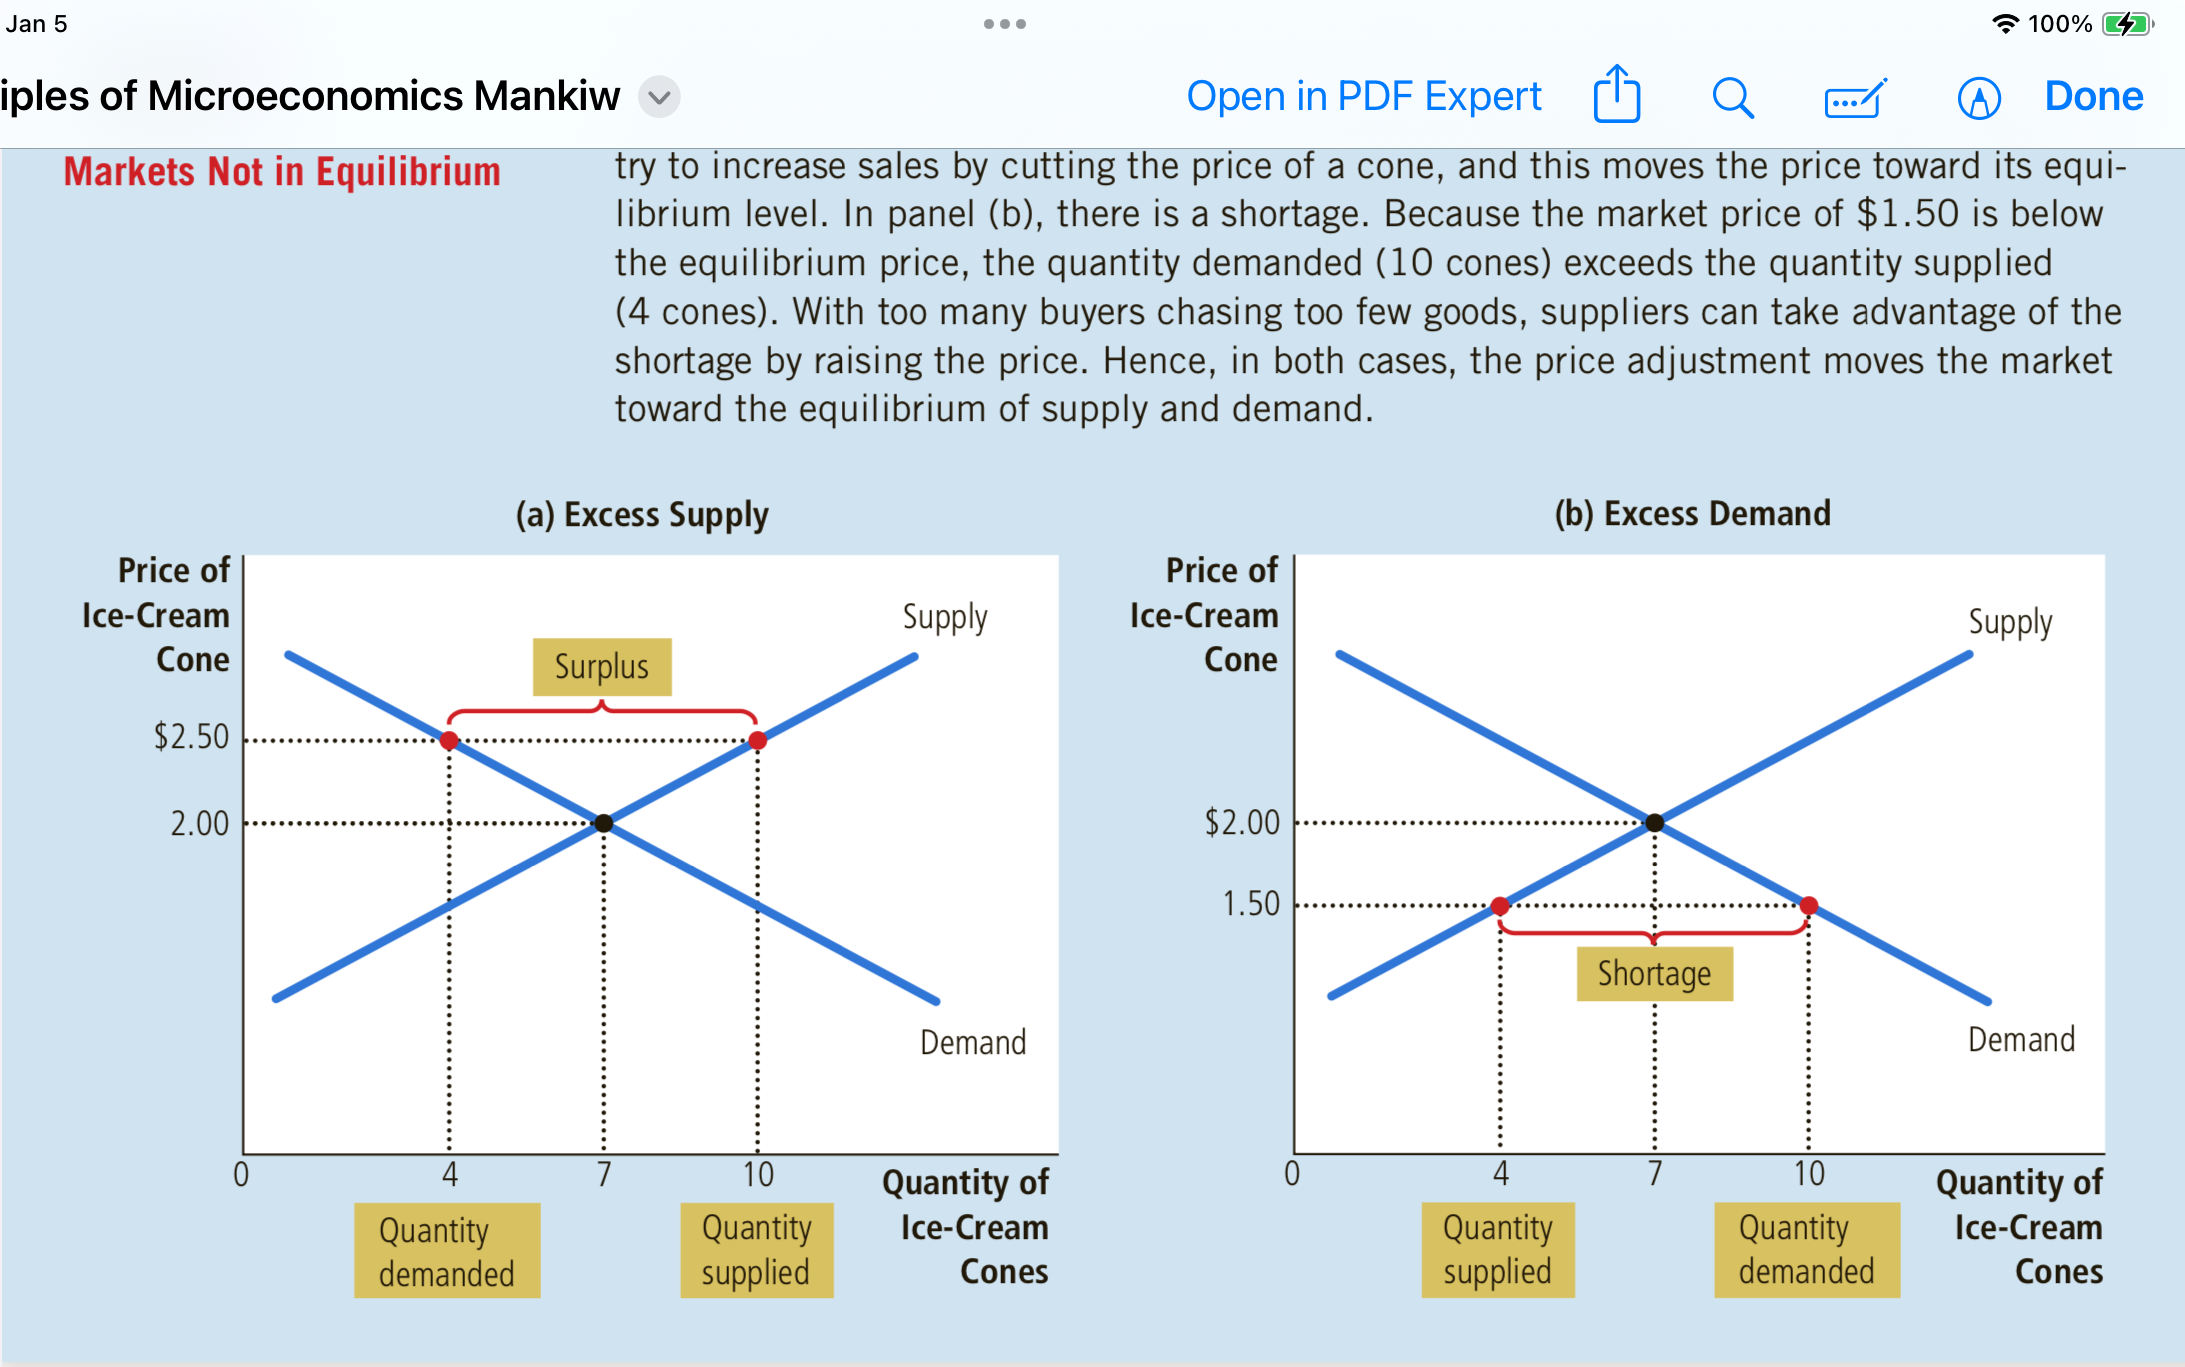 Jan 5
100%
iples of Microeconomics Mankiw
Open in PDF Expert
Done
Markets Not in Equilibrium
try to increase sales by cutting the price of a cone, and this moves the price toward its equi-
librium level. In panel (b), there is a shortage. Because the market price of $1.50 is below
the equilibrium price, the quantity demanded (10 cones) exceeds the quantity supplied
(4 cones). With too many buyers chasing too few goods, suppliers can take advantage of the
shortage by raising the price. Hence, in both cases, the price adjustment moves the market
toward the equilibrium of supply and demand.
(a) Excess Supply
Price of
Ice-Cream
Cone
Supply
Surplus
$2.50
2.00
Demand
0
4
7
10
Quantity of
Ice-Cream
Cones
Quantity
demanded
Quantity
supplied
(b) Excess Demand
Price of
Ice-Cream
Cone
Supply
$2.00
1.50
Shortage
Demand
0
4
7
10
Quantity of
Ice-Cream
Cones
Quantity
supplied
Quantity
demanded